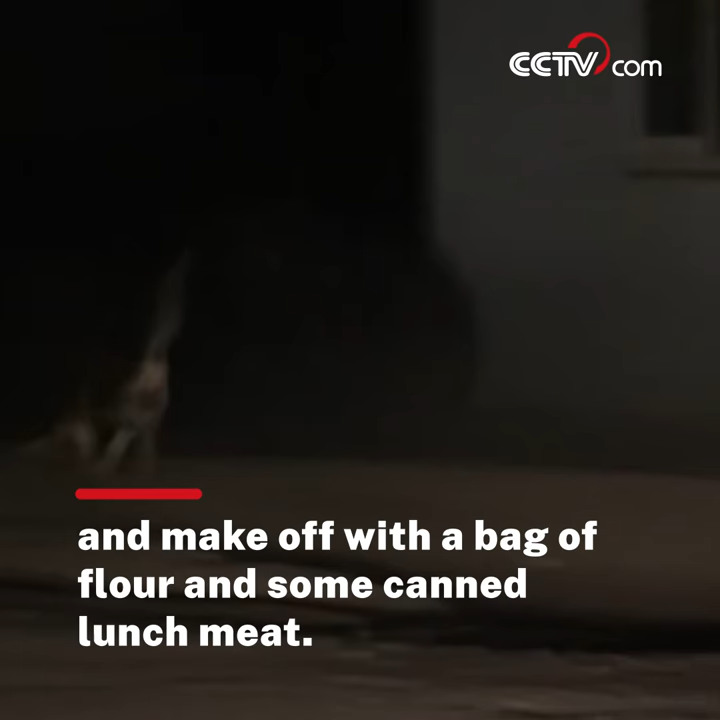 CCTV com
and make off with a bag of
flour and some canned
lunch meat.